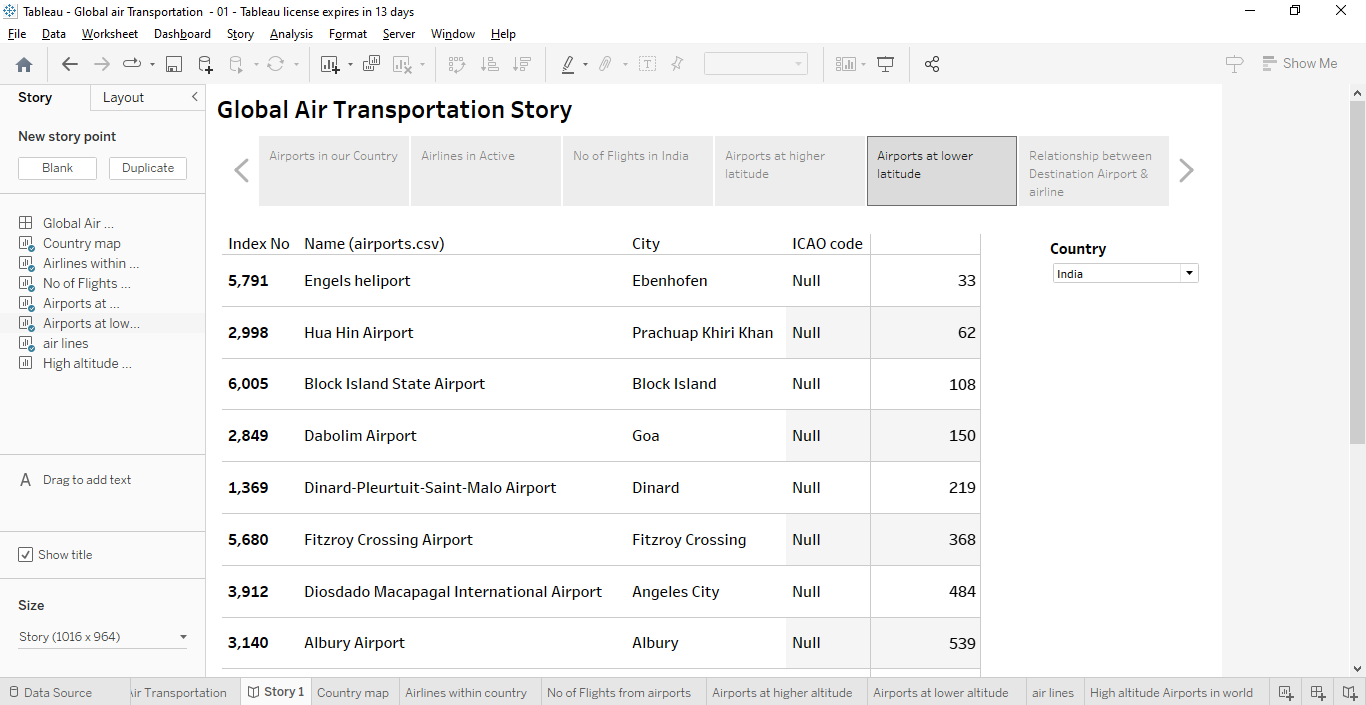 Tableau - Global air Transportation - 01 - Tableau license expires in 13 days
File Data Worksheet Dashboard Story Analysis Format Server Window Help
Show Me
Story Layout
New story point
Blank Duplicate
Global Air ...
Country map
Airlines within ...
No of Flights ...
Airports at ...
Airports at low...
air lines
High altitude ...
A Drag to add text
Show title
Size
Story (1016 x 964)
Global Air Transportation Story
Airports in our Country
Airlines in Active
No of Flights in India
Airports at higher
latitude
Airports at lower
latitude
Relationship between
Destination Airport &
airline
Index No Name (airports.csv) City ICAO code
5,791 Engels heliport Ebenhofen Null 33
2,998 Hua Hin Airport Prachuap Khiri Khan Null 62
6,005 Block Island State Airport Block Island Null 108
2,849 Dabolim Airport Goa Null 150
1,369 Dinard-Pleurtuit-Saint-Malo Airport Dinard Null 219
5,680 Fitzroy Crossing Airport Fitzroy Crossing Null 368
3,912 Diosdado Macapagal International Airport Angeles City Null 484
3,140 Albury Airport Albury Null 539
Country
India
Data Source Air Transportation Story 1 Country map Airlines within country No of Flights from airports Airports at higher altitude Airports at lower altitude air lines High altitude Airports in world